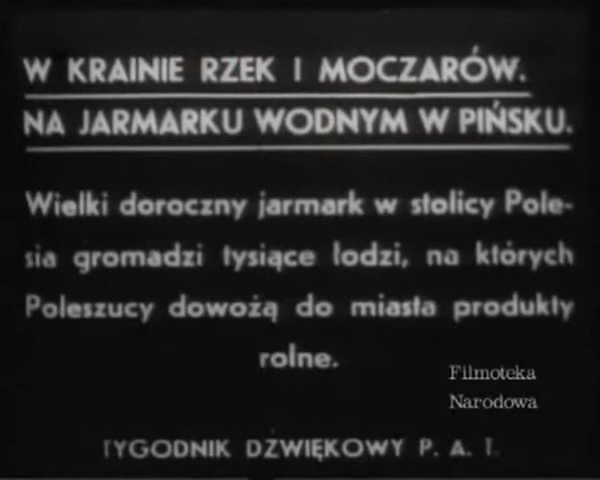 W KRAINIE RZEK I MOCZARÓW.
NA JARMARKU WODNYM W PIŃSKU.
Wielki doroczny jarmark w stolicy Pole-
sia gromadzi tysiące łodzi, na których
Poleszucy dowożą do miasta produkty
rolne.
Filmoteka
Narodowa
TYGODNIK DŹWIĘKOWY P. A. T.